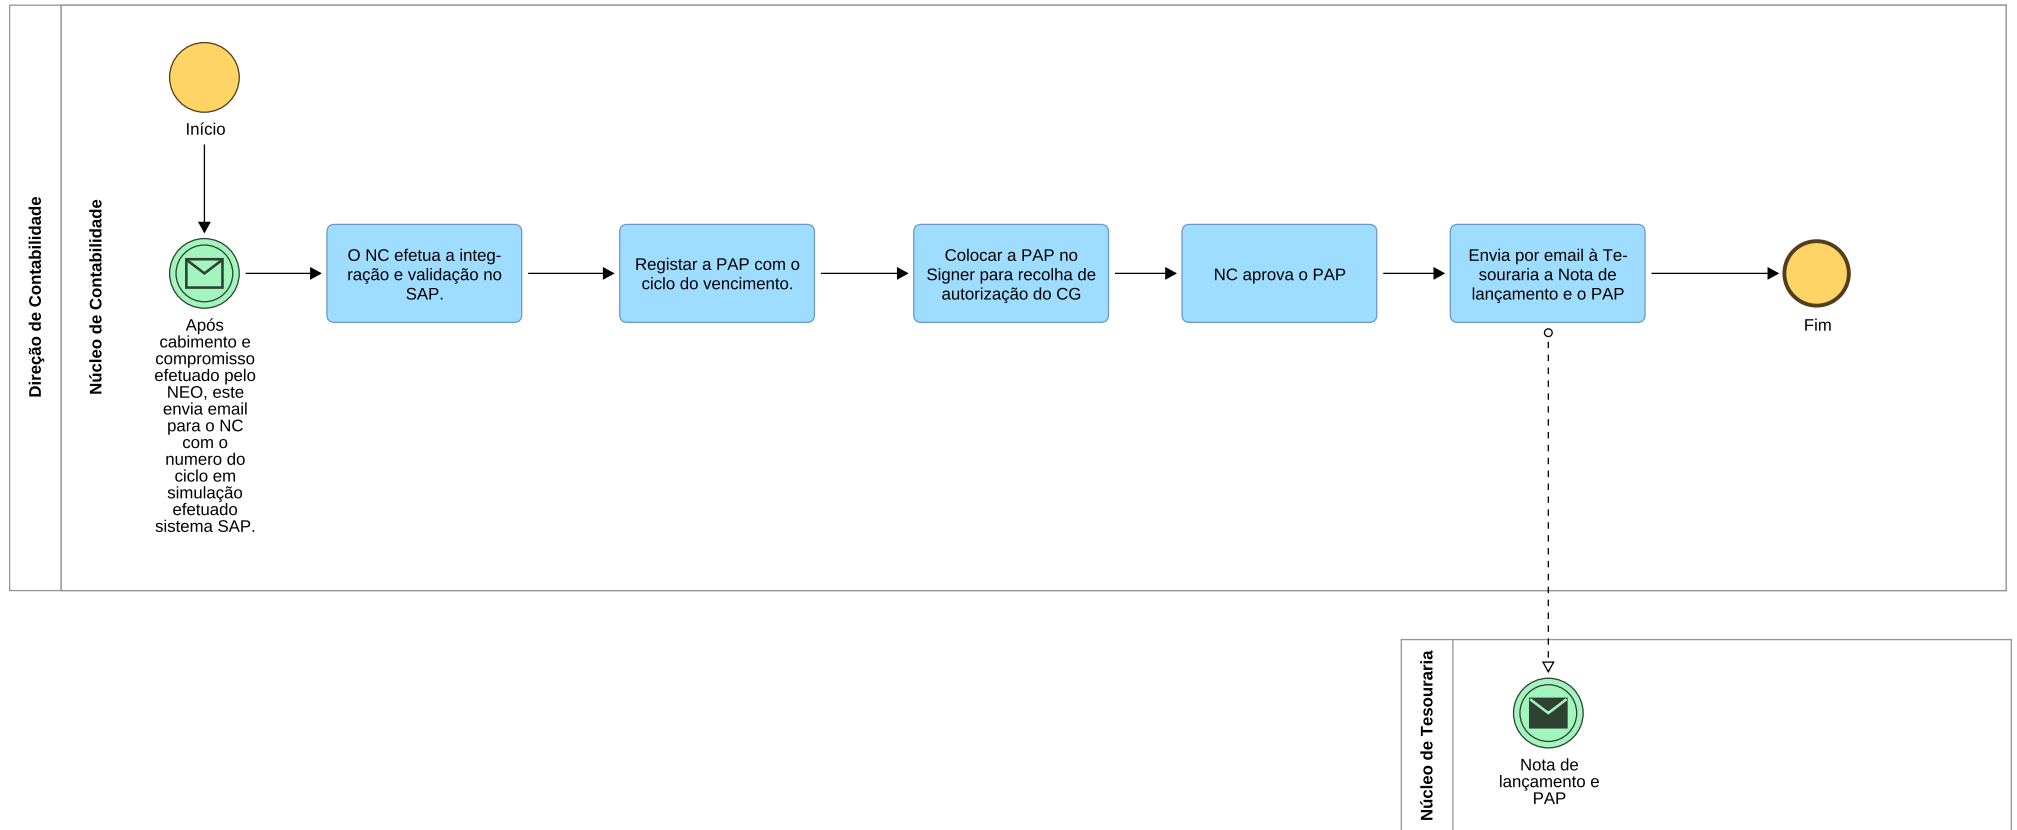 Direção de Contabilidade
Núcleo de Contabilidade
Início
Após
cabimento e
compromisso
efetuado pelo
NEO, este
envia email
para o NC
com o
numero do
ciclo em
simulação
efetuado
sistema SAP.
O NC efetua a integ-
ração e validação no
SAP.
Registar a PAP com o
ciclo do vencimento.
Colocar a PAP no
Signer para recolha de
autorização do CG
NC aprova o PAP
Envia por email à Te-
souraria a Nota de
lançamento e o PAP
Fim
Núcleo de Tesouraria
Nota de
lançamento e
PAP